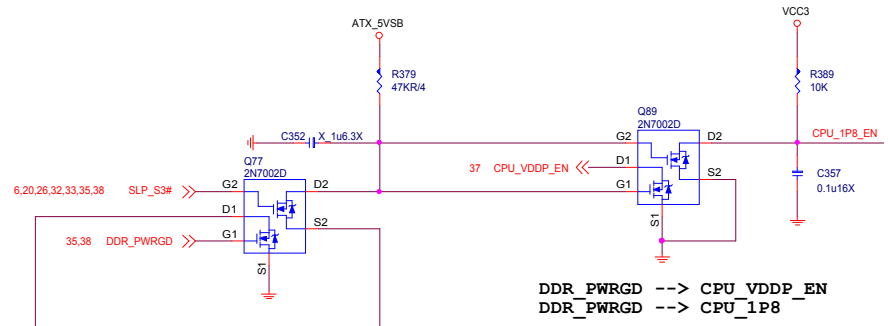 ATX_5VSB
VCC3
R379
47KR/4
R389
10K
C352
X_1u6.3X
Q89
2N7002D
G2
D2
CPU_1P8_EN
37
CPU_VDDP_EN
D1
Q77
2N7002D
C357
0.1u16X
S2
6,20,26,32,33,35,38
SLP_S3#
G2
D2
G1
D1
S1
S2
35,38
DDR_PWRGD
G1
S1
DDR_PWRGD --> CPU_VDDP_EN
DDR_PWRGD --> CPU_1P8